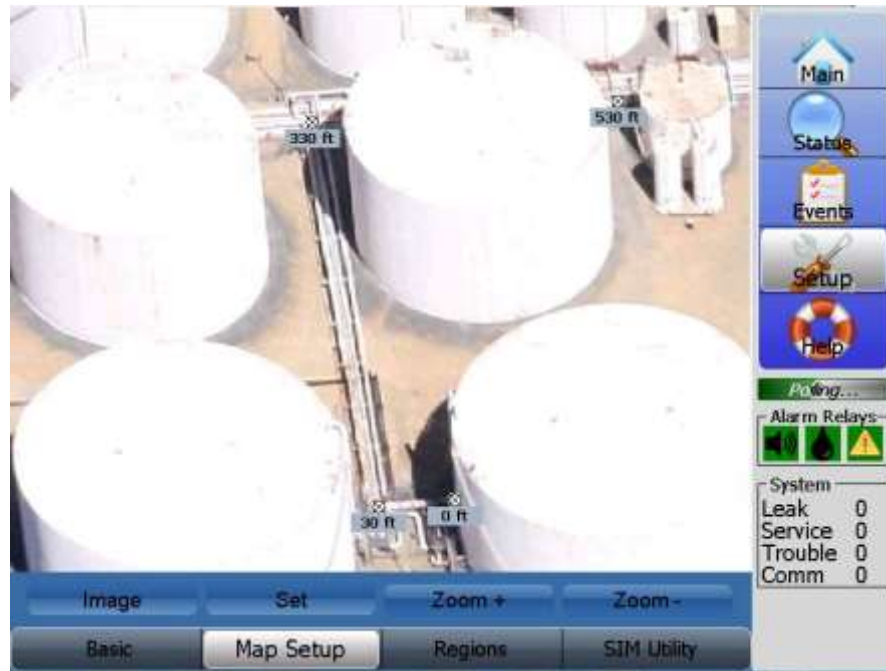 Main
Status
530 ft
330 ft
Events
Setup
Help
Polling...
Alarm Relays
System
Leak 0
Service 0
Trouble 0
Comm 0
30 ft
0 ft
Image Set Zoom + Zoom -
Basic Map Setup Regions SIM Utility